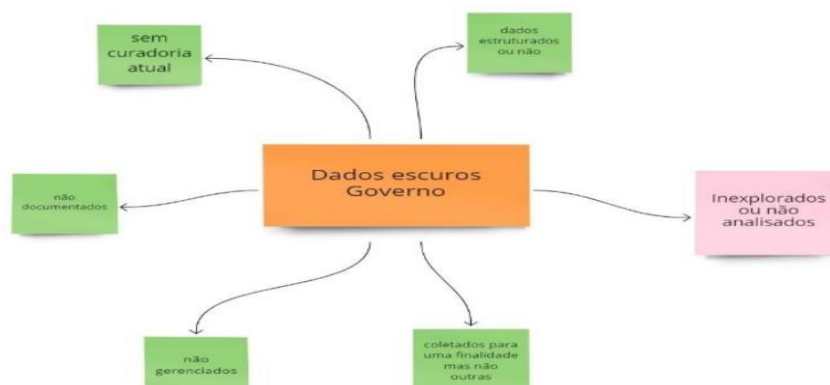 sem
curadoria
atual
dados
estruturados
ou não
Dados escuros
Governo
não
documentados
Inexplorados
ou não
analisados
não
gerenciados
coletados para
uma finalidade
mas não
outras